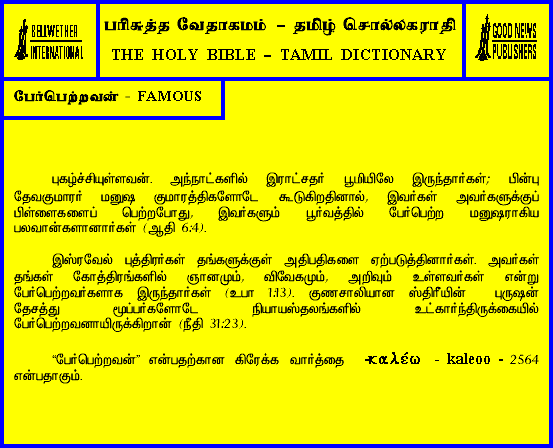 BELLWETHER
INTERNATIONAL
பரிசுத்த வேதாகமம் – தமிழ் சொல்லகராதி
THE HOLY BIBLE – TAMIL DICTIONARY
GOOD NEWS
PUBLISHERS
பேர்பெற்றவன் - FAMOUS
புகழ்ச்சியுள்ளவன். அந்நாட்களில் இராட்சதர் பூமியிலே இருந்தார்கள்; பின்பு
தேவகுமாரர் மனுஷ குமாரத்திகளோடே கூடுகிறதினால், இவர்கள் அவர்களுக்குப்
பிள்ளைகளைப் பெற்றபோது, இவர்களும் பூர்வத்தில் பேர்பெற்ற மனுஷராகிய
பலவான்களானார்கள் (ஆதி 6:4).
இஸ்ரவேல் புத்திரர்கள் தங்களுக்குள் அதிபதிகளை ஏற்படுத்தினார்கள். அவர்கள்
தங்கள் கோத்திரங்களில் ஞானமும், விவேகமும், அறிவும் உள்ளவர்கள் என்று
பேர்பெற்றவர்களாக இருந்தார்கள் (உபா 1:13). குணசாலியான ஸ்திரீயின் புருஷன்
தேசத்து மூப்பர்களோடே நியாயஸ்தலங்களில் உட்கார்ந்திருக்கையில்
பேர்பெற்றவனாயிருக்கிறான் (நீதி 31:23).
“பேர்பெற்றவன்” என்பதற்கான கிரேக்க வார்த்தை -καλέω - kaleoo - 2564
என்பதாகும்.